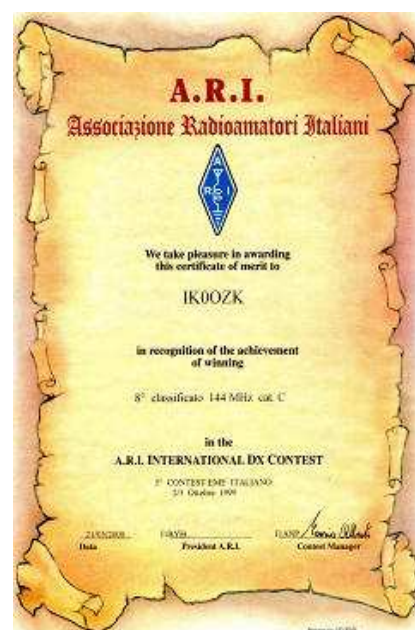 A.R.I.
Associazione Radioamatori Italiani
A
R I
We take pleasure in awarding
this certificate of merit to
IK0OZK
in recognition of the achievement
of winning
8° classificato 144 MHz cat. C
in the
A.R.I. INTERNATIONAL DX CONTEST
CONTEST EME ITALIANO
2/3 Ottobre 1999
Data President A.R.I. Contest Manager